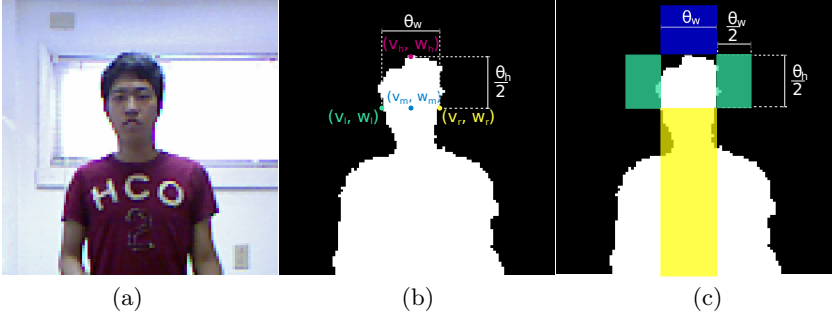 HCO
2
θw
(vh, wh)
θh/2
(vm, wm)
(vl, wl)
(vr, wr)
θw
θw/2
θh/2
(a)
(b)
(c)